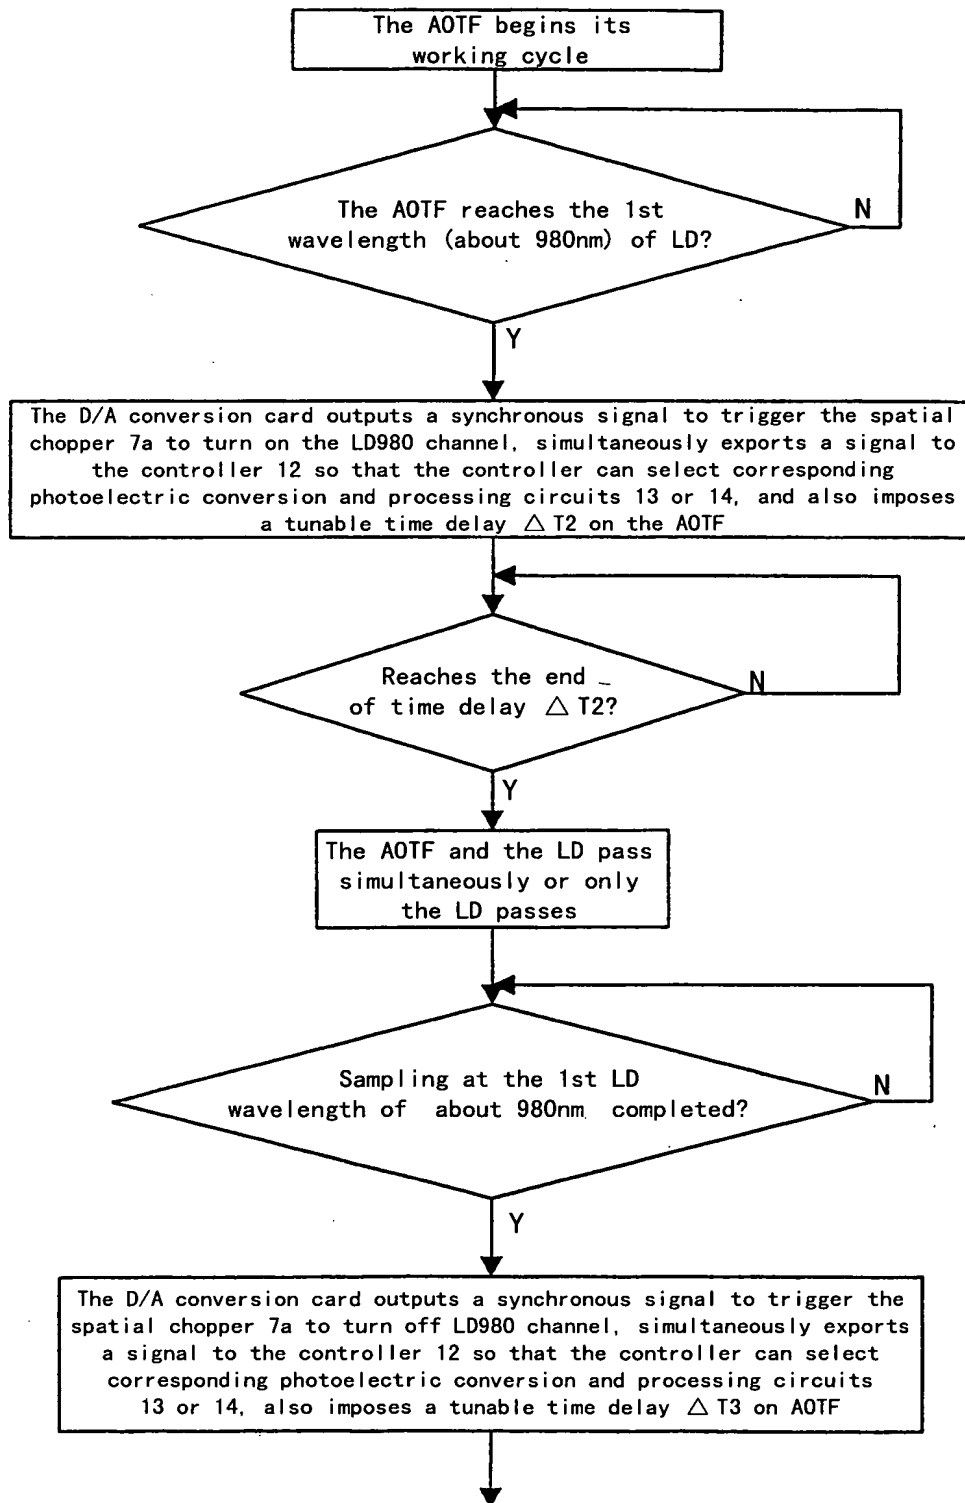 The AOTF begins its
working cycle
The AOTF reaches the 1st
wavelength (about 980nm) of LD?
N
Y
The D/A conversion card outputs a synchronous signal to trigger the spatial
chopper 7a to turn on the LD980 channel, simultaneously exports a signal to
the controller 12 so that the controller can select corresponding
photoelectric conversion and processing circuits 13 or 14, and also imposes
a tunable time delay △ T2 on the AOTF
Reaches the end
of time delay △ T2?
N
Y
The AOTF and the LD pass
simultaneously or only
the LD passes
Sampling at the 1st LD
wavelength of about 980nm completed?
N
Y
The D/A conversion card outputs a synchronous signal to trigger the
spatial chopper 7a to turn off LD980 channel, simultaneously exports
a signal to the controller 12 so that the controller can select
corresponding photoelectric conversion and processing circuits
13 or 14, also imposes a tunable time delay △ T3 on AOTF